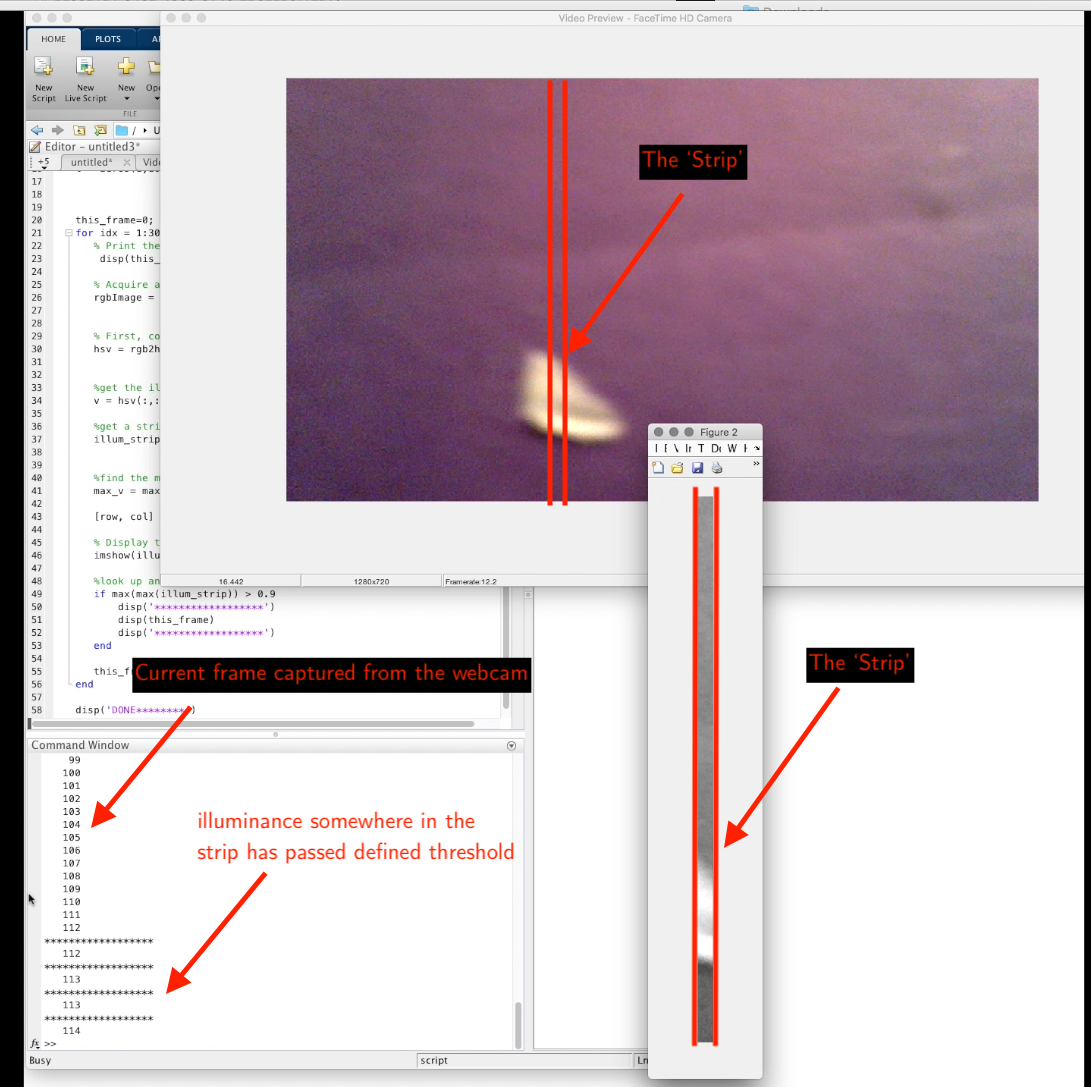 Downloads
Video Preview – FaceTime HD Camera
HOME PLOTS
New New New
Script Live Script
FILE
/ ▸ U
Editor – untitled3*
+5 untitled* × Vid
17
18
19
20 this_frame=0;
21 for idx = 1:30
22 % Print the
23 disp(this_
24
25 % Acquire a
26 rgbImage =
27
28
29 % First, co
30 hsv = rgb2h
31
32
33 %get the il
34 v = hsv(:,:
35
36 %get a stri
37 illum_strip
38
39
40 %find the m
41 max_v = max
42
43 [row, col]
44
45 % Display t
46 imshow(illu
47
48 %look up an
49 if max(max(illum_strip)) > 0.9
50 disp('******************')
51 disp(this_frame)
52 disp('******************')
53 end
54
55 this_f
56 end
57
58 disp('DONE*********')
The 'Strip'
16.442 1280x720 Framerate:12.2
Figure 2
Current frame captured from the webcam
The 'Strip'
Command Window
99
100
101
102
103
104
105
106
107
108
109
110
111
112
******************
112
******************
113
******************
113
******************
114
fx >>
illuminance somewhere in the
strip has passed defined threshold
Busy script Ln